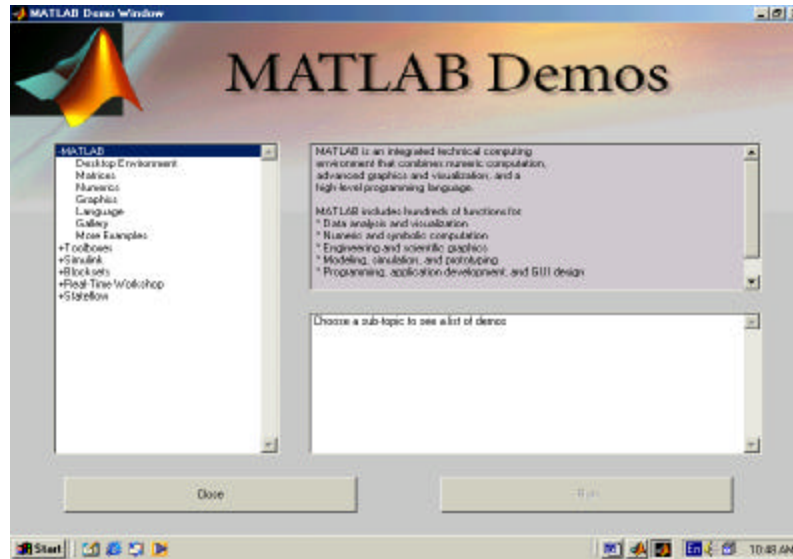 MATLAB Demo Window
MATLAB Demos
-MATLAB
Desktop Environment
Matrices
Numerics
Graphics
Language
Gallery
More Examples
+Toolboxes
+Simulink
+Blocksets
+Real-Time Workshop
+Stateflow
MATLAB is an integrated technical computing
environment that combines numeric computation,
advanced graphics and visualization, and a
high-level programming language.
MATLAB includes hundreds of functions for
* Data analysis and visualization
* Numeric and symbolic computation
* Engineering and scientific graphics
* Modeling, simulation, and prototyping
* Programming, application development, and GUI design
Choose a sub-topic to see a list of demos
Close
Run
Start
En
10:48 AM